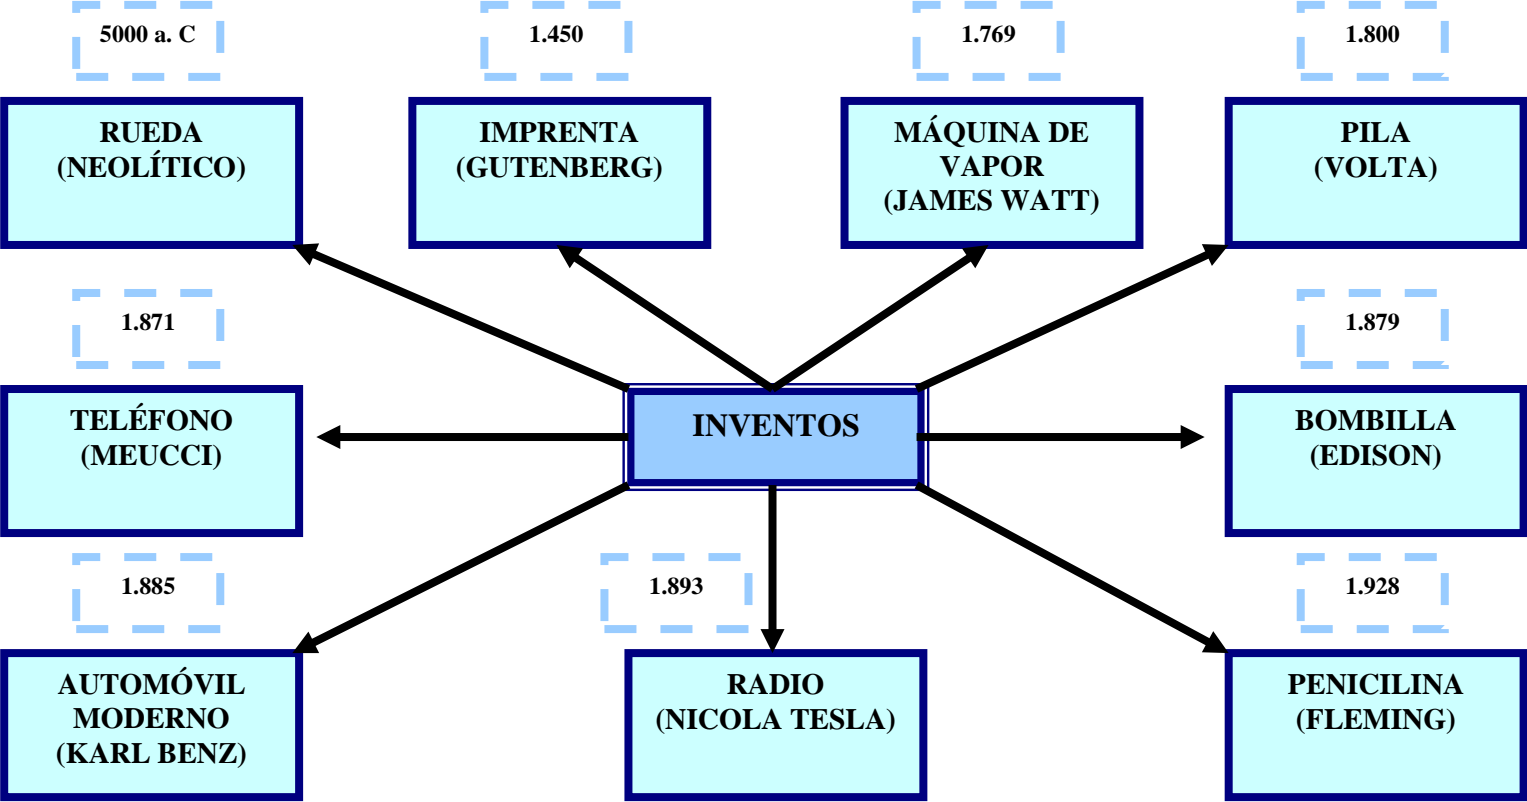 5000 a. C
1.450
1.769
1.800
RUEDA
(NEOLÍTICO)
IMPRENTA
(GUTENBERG)
MÁQUINA DE
VAPOR
(JAMES WATT)
PILA
(VOLTA)
1.871
1.879
TELÉFONO
(MEUCCI)
INVENTOS
BOMBILLA
(EDISON)
1.885
1.893
1.928
AUTOMÓVIL
MODERNO
(KARL BENZ)
RADIO
(NICOLA TESLA)
PENICILINA
(FLEMING)